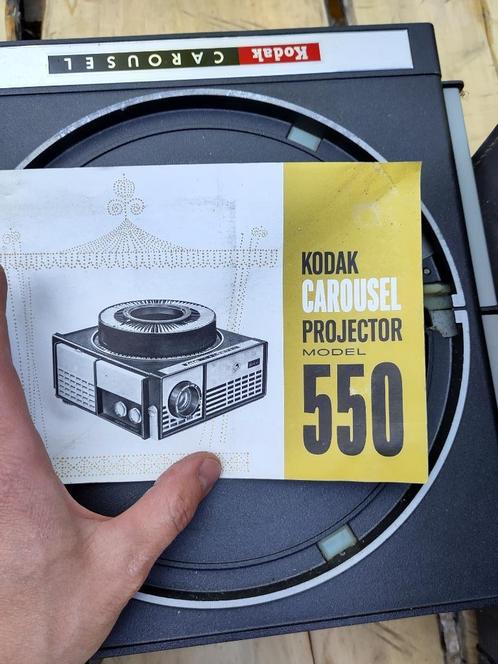 Kodak CAROUSEL
KODAK
CAROUSEL
PROJECTOR
MODEL
550